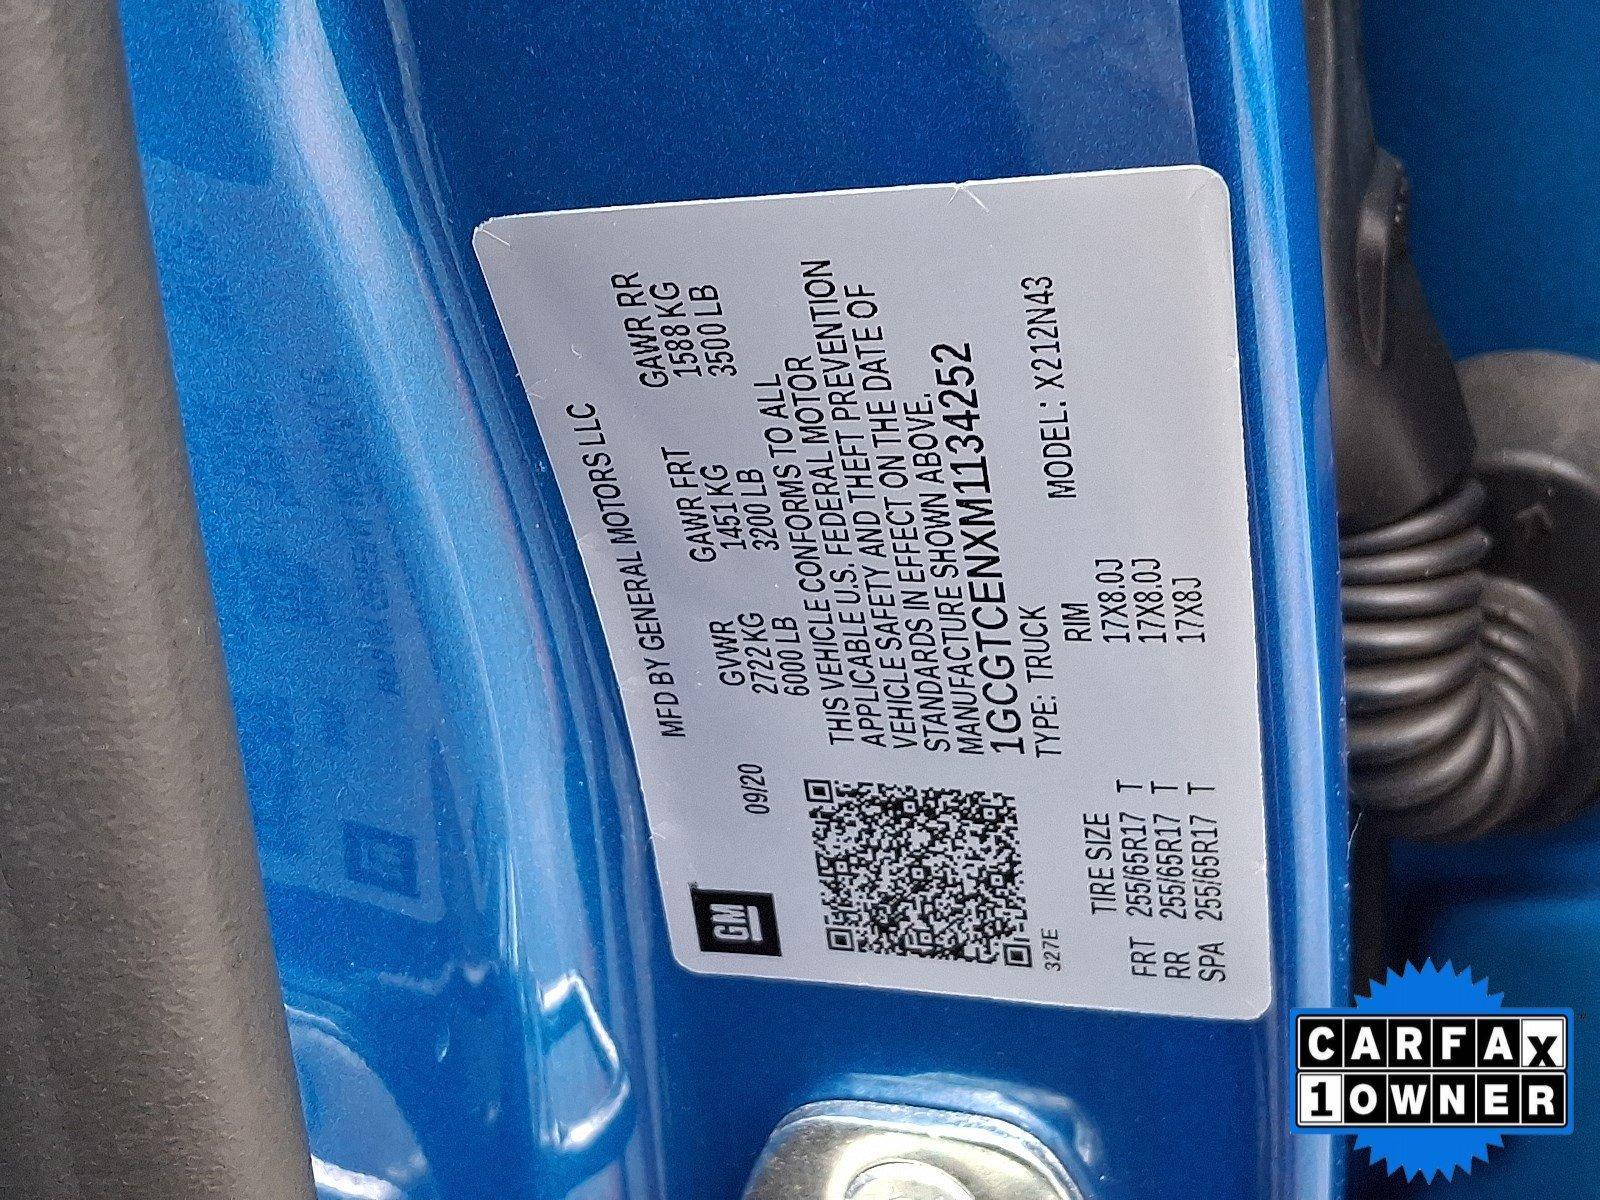 GM
MFD BY GENERAL MOTORS LLC
09/20 GVWR GAWR FRT GAWR RR
2722 KG 1451 KG 1588 KG
6000 LB 3200 LB 3500 LB
THIS VEHICLE CONFORMS TO ALL
APPLICABLE U.S. FEDERAL MOTOR
VEHICLE SAFETY AND THEFT PREVENTION
STANDARDS IN EFFECT ON THE DATE OF
MANUFACTURE SHOWN ABOVE.
1GCGTCENXM1134252
TYPE: TRUCK MODEL: X212N43
327E
TIRE SIZE RIM
FRT 255/65R17 T 17X8.0J
RR 255/65R17 T 17X8.0J
SPA 255/65R17 T 17X8J
CARFAX
1OWNER